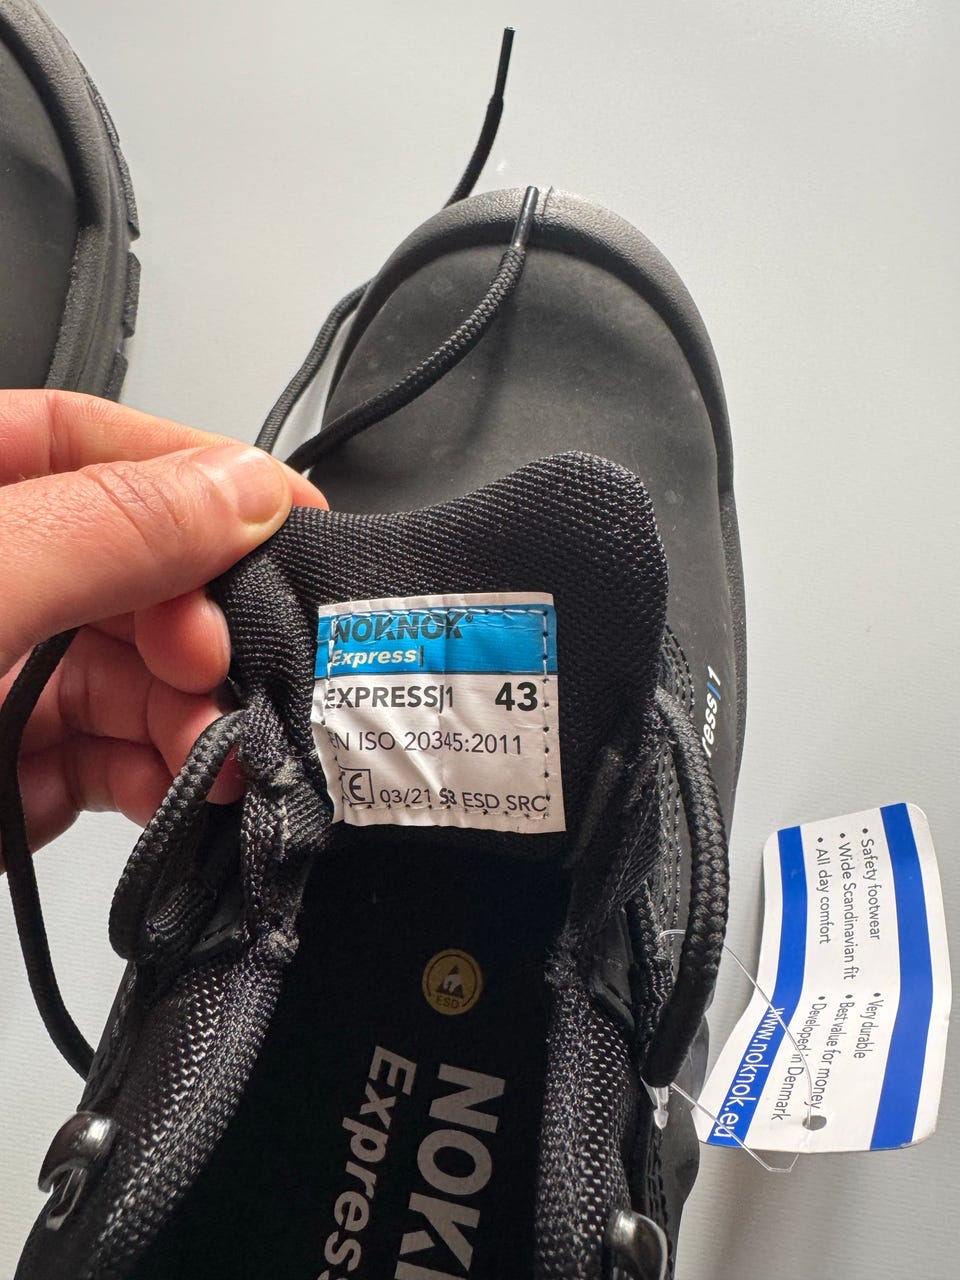 NOKNOK®
Express|
EXPRESS|1 43
EN ISO 20345:2011
CE 03/21 S3 ESD SRC
ress|1
ESD
NOK
Express
• Safety footwear
• Wide Scandinavian fit
• All day comfort
• Very durable
• Best value for money
• Developed in Denmark
www.noknok.eu